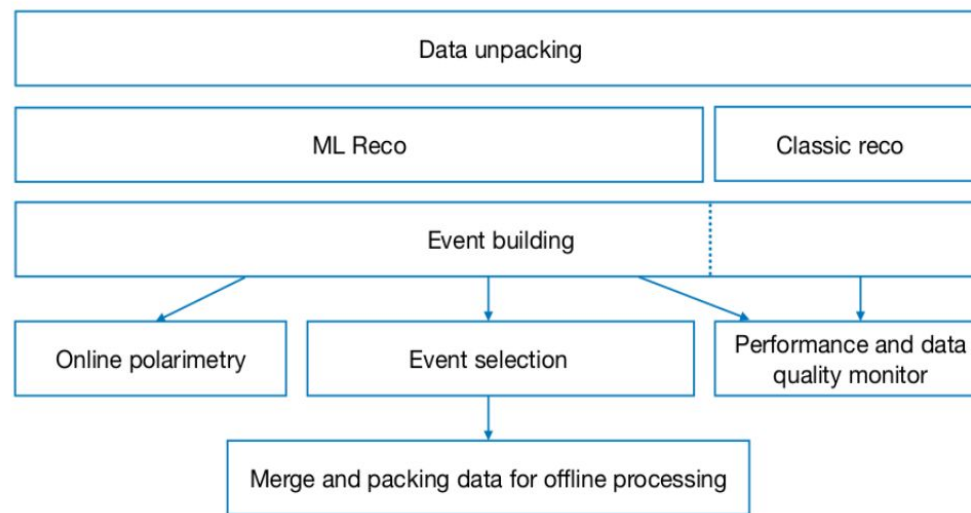 Data unpacking
ML Reco
Classic reco
Event building
Online polarimetry
Event selection
Performance and data
quality monitor
Merge and packing data for offline processing